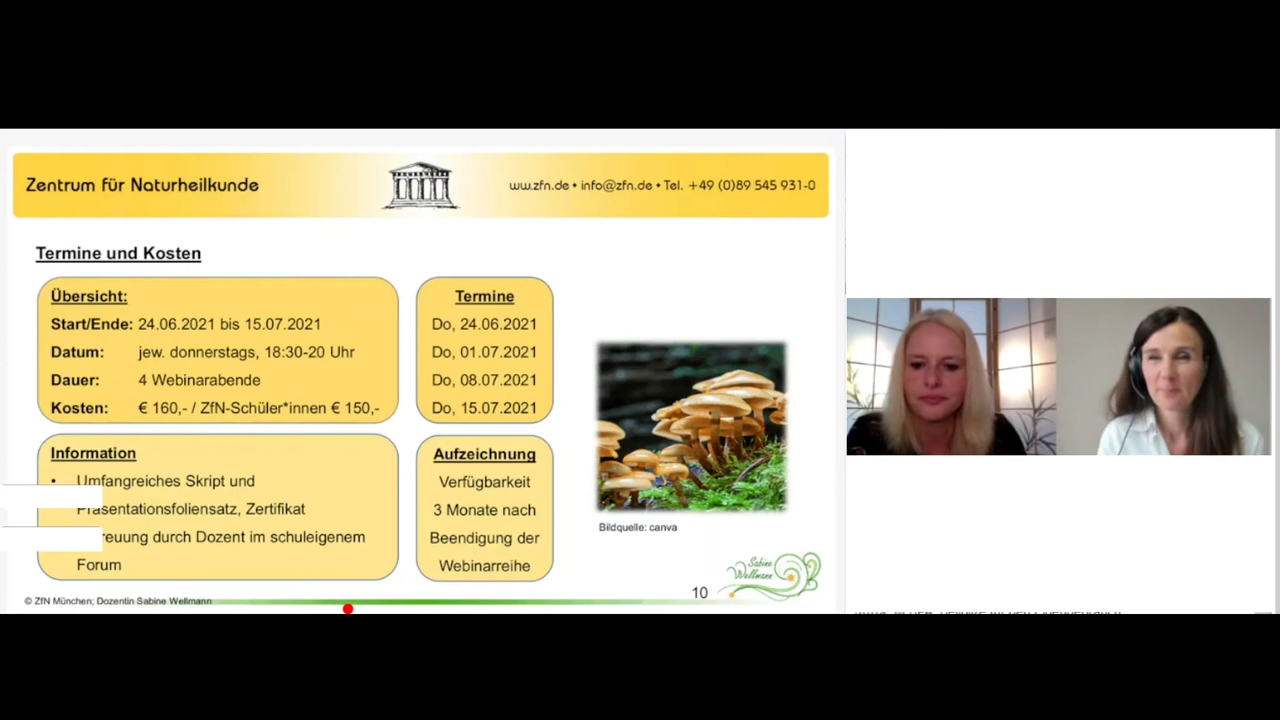 Zentrum für Naturheilkunde
ww.zfn.de • info@zfn.de • Tel. +49 (0)89 545 931-0
Termine und Kosten
Übersicht:
Start/Ende: 24.06.2021 bis 15.07.2021
Datum: jew. donnerstags, 18:30-20 Uhr
Dauer: 4 Webinarabende
Kosten: € 160,- / ZfN-Schüler*innen € 150,-
Termine
Do, 24.06.2021
Do, 01.07.2021
Do, 08.07.2021
Do, 15.07.2021
Information
• Umfangreiches Skript und
Präsentationsfoliensatz, Zertifikat
reuung durch Dozent im schuleigenem
Forum
Aufzeichnung
Verfügbarkeit
3 Monate nach
Beendigung der
Webinarreihe
Bildquelle: canva
Sabine
Wellmann
10
© ZfN München; Dozentin Sabine Wellmann